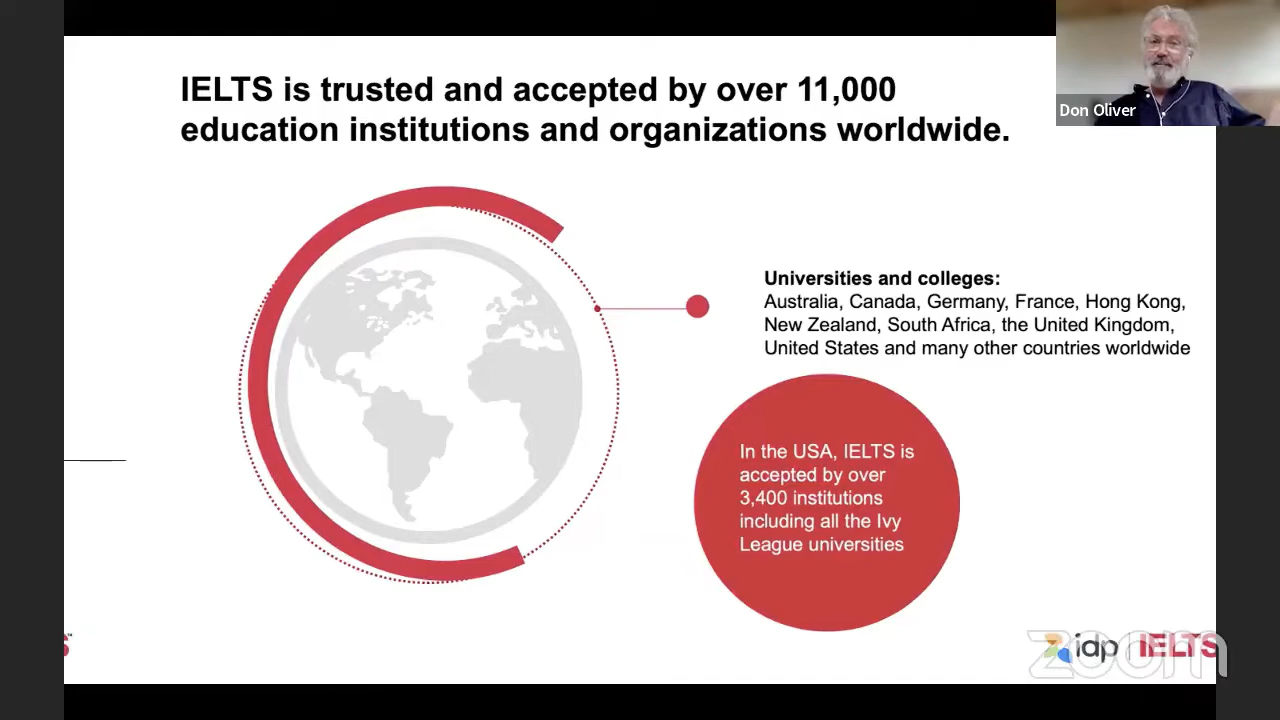 IELTS is trusted and accepted by over 11,000
education institutions and organizations worldwide.
Don Oliver
Universities and colleges:
Australia, Canada, Germany, France, Hong Kong,
New Zealand, South Africa, the United Kingdom,
United States and many other countries worldwide
In the USA, IELTS is
accepted by over
3,400 institutions
including all the Ivy
League universities
idp IELTS
zoom